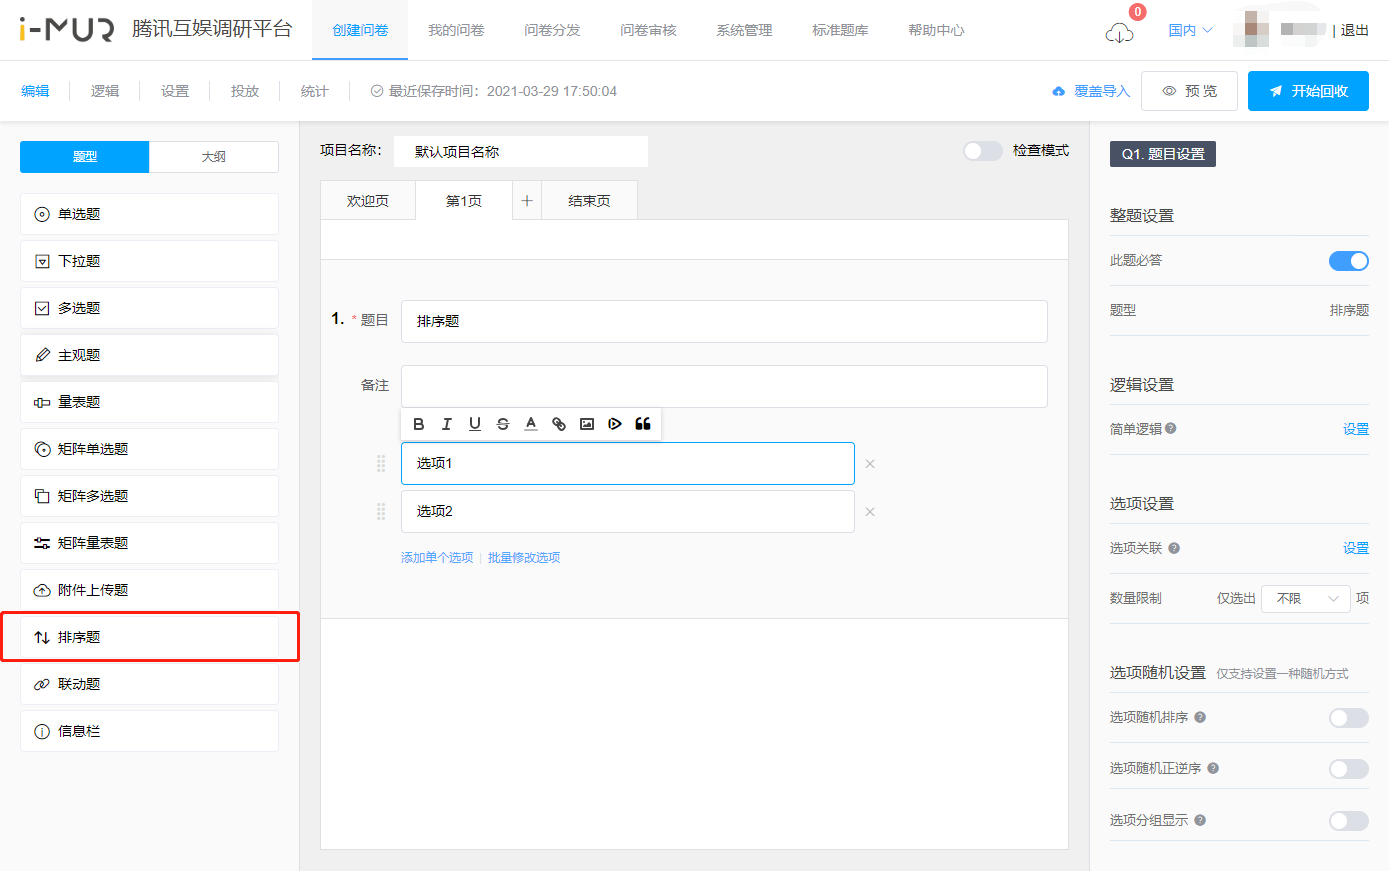 i-MUR 腾讯互娱调研平台 创建问卷 我的问卷 问卷分发 问卷审核 系统管理 标准题库 帮助中心 0 国内 | 退出
编辑 逻辑 设置 投放 统计 最近保存时间：2021-03-29 17:50:04 覆盖导入 预 览 开始回收
题型 大纲
单选题
下拉题
多选题
主观题
量表题
矩阵单选题
矩阵多选题
矩阵量表题
附件上传题
排序题
联动题
信息栏
项目名称： 默认项目名称 检查模式
欢迎页 第1页 + 结束页
1. * 题目 排序题
备注
B I U S A
选项1
选项2
添加单个选项 | 批量修改选项
Q1. 题目设置
整题设置
此题必答
题型 排序题
逻辑设置
简单逻辑 ? 设置
选项设置
选项关联 ? 设置
数量限制 仅选出 不限 项
选项随机设置 仅支持设置一种随机方式
选项随机排序 ?
选项随机正逆序 ?
选项分组显示 ?